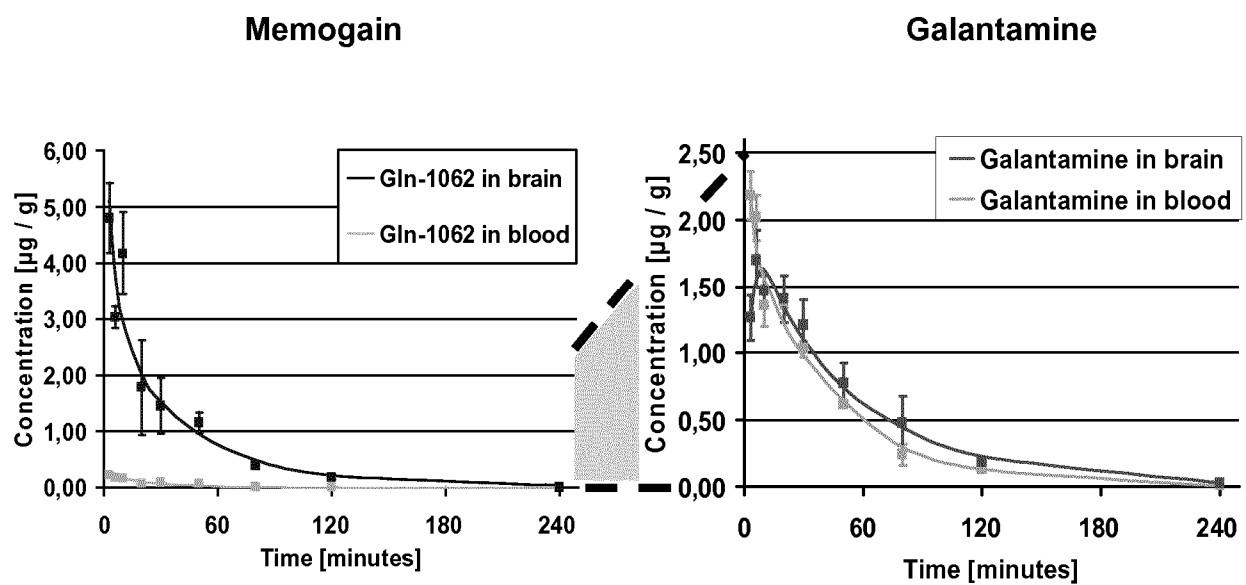 Memogain
Galantamine
6,00
5,00
4,00
3,00
2,00
1,00
0,00
Concentration [µg / g]
Gln-1062 in brain
Gln-1062 in blood
0
60
120
180
240
Time [minutes]
2,50
2,00
1,50
1,00
0,50
0,00
Concentration [µg / g]
Galantamine in brain
Galantamine in blood
0
60
120
180
240
Time [minutes]